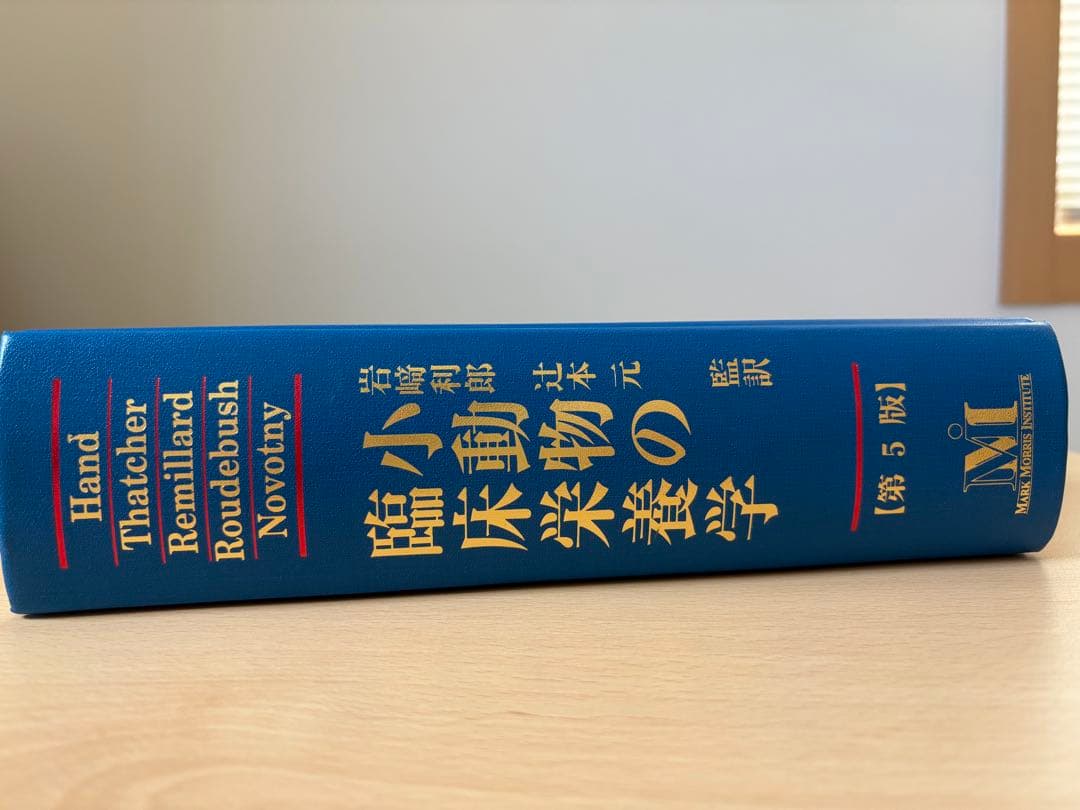 Hand
Thatcher
Remillard
Roudebush
Novotny
小動物の
臨床栄養学
岩﨑利郎 辻本 元 監訳
【第5版】
MMI
MARK MORRIS INSTITUTE